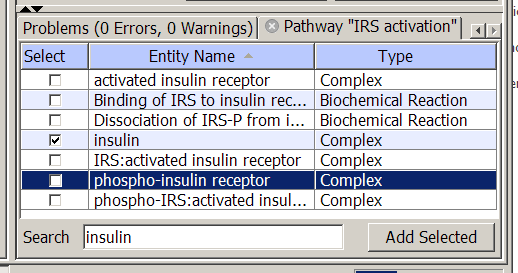 Problems (0 Errors, 0 Warnings) Pathway "IRS activation"
Select Entity Name Type
activated insulin receptor Complex
Binding of IRS to insulin rec... Biochemical Reaction
Dissociation of IRS-P from i... Biochemical Reaction
insulin Complex
IRS:activated insulin receptor Complex
phospho-insulin receptor Complex
phospho-IRS:activated insul... Complex
Search insulin Add Selected